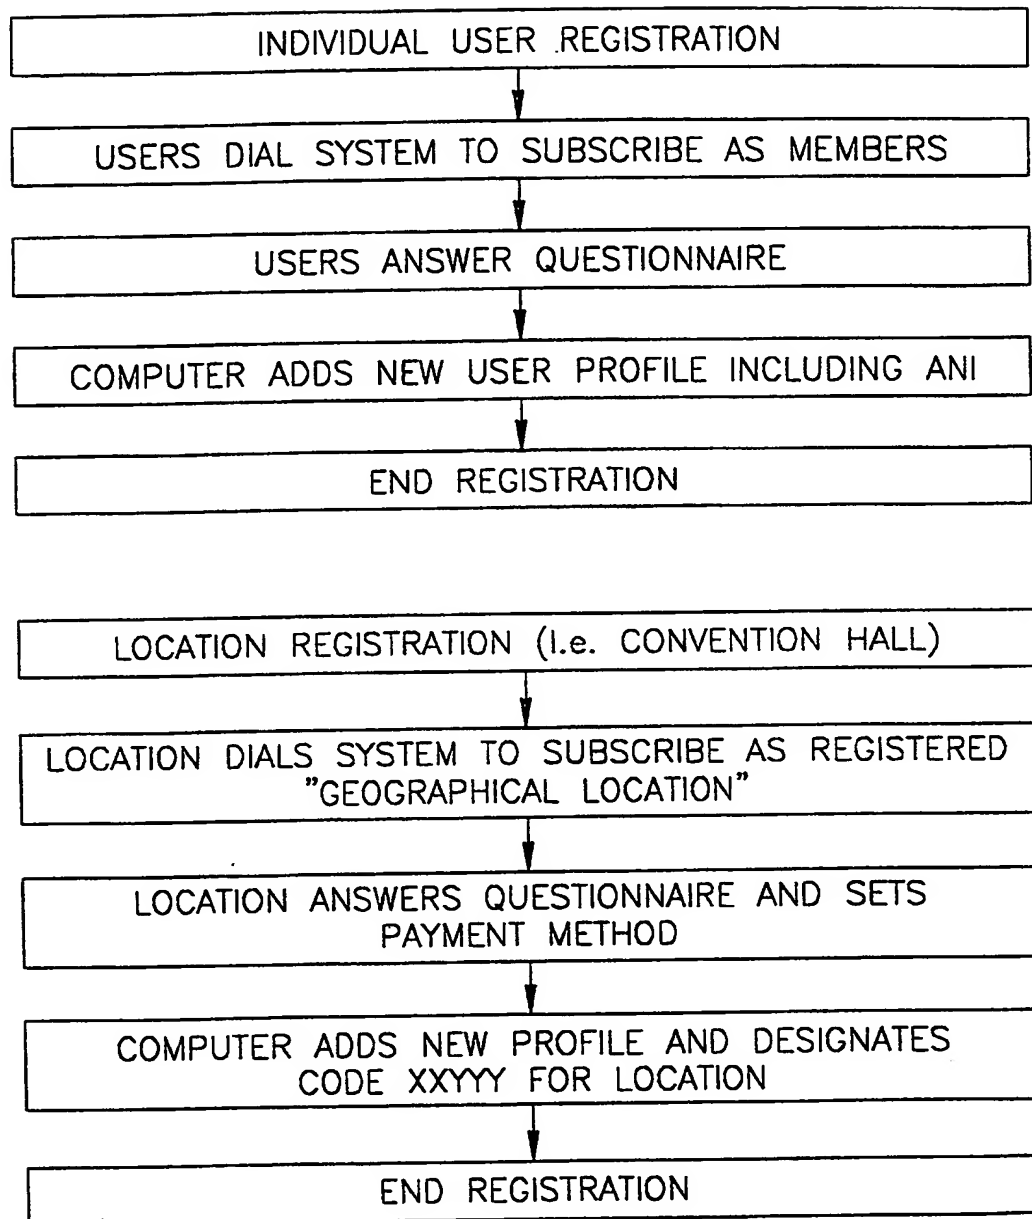 INDIVIDUAL USER REGISTRATION
USERS DIAL SYSTEM TO SUBSCRIBE AS MEMBERS
USERS ANSWER QUESTIONNAIRE
COMPUTER ADDS NEW USER PROFILE INCLUDING ANI
END REGISTRATION
LOCATION REGISTRATION (I.e. CONVENTION HALL)
LOCATION DIALS SYSTEM TO SUBSCRIBE AS REGISTERED
"GEOGRAPHICAL LOCATION"
LOCATION ANSWERS QUESTIONNAIRE AND SETS
PAYMENT METHOD
COMPUTER ADDS NEW PROFILE AND DESIGNATES
CODE XXYYY FOR LOCATION
END REGISTRATION